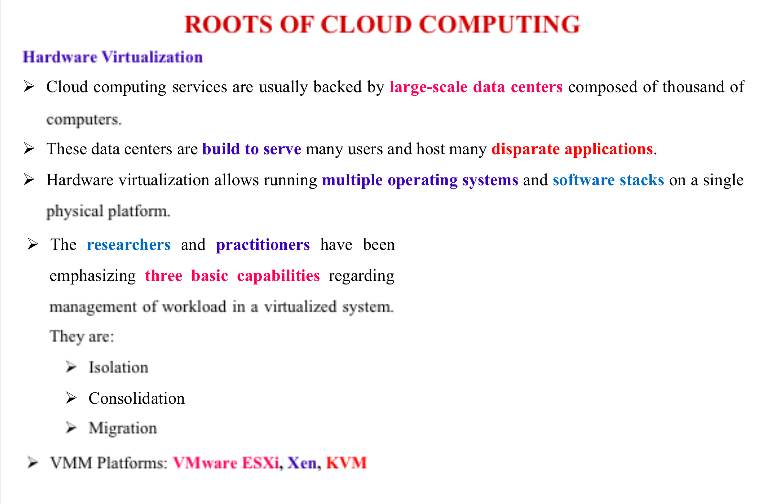 ROOTS OF CLOUD COMPUTING
Hardware Virtualization
➢ Cloud computing services are usually backed by large-scale data centers composed of thousand of
computers.
➢ These data centers are build to serve many users and host many disparate applications.
➢ Hardware virtualization allows running multiple operating systems and software stacks on a single
physical platform.
➢ The researchers and practitioners have been
emphasizing three basic capabilities regarding
management of workload in a virtualized system.
They are:
➢ Isolation
➢ Consolidation
➢ Migration
➢ VMM Platforms: VMware ESXi, Xen, KVM